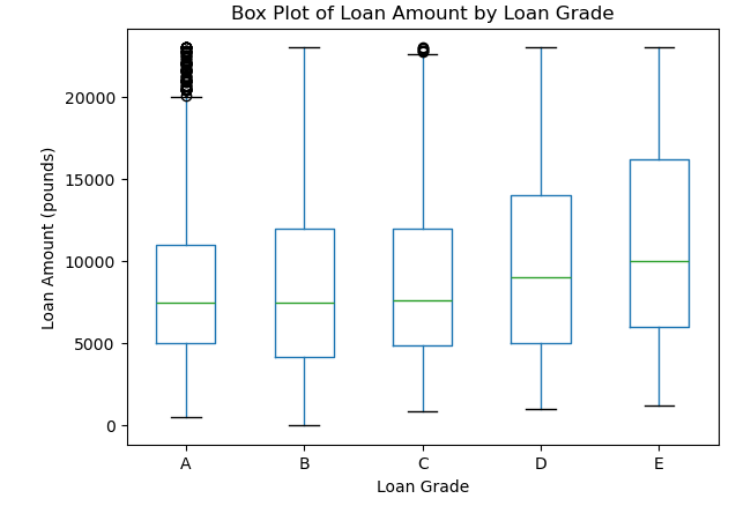 Box Plot of Loan Amount by Loan Grade
Loan Amount (pounds)
20000
15000
10000
5000
0
A B C D E
Loan Grade